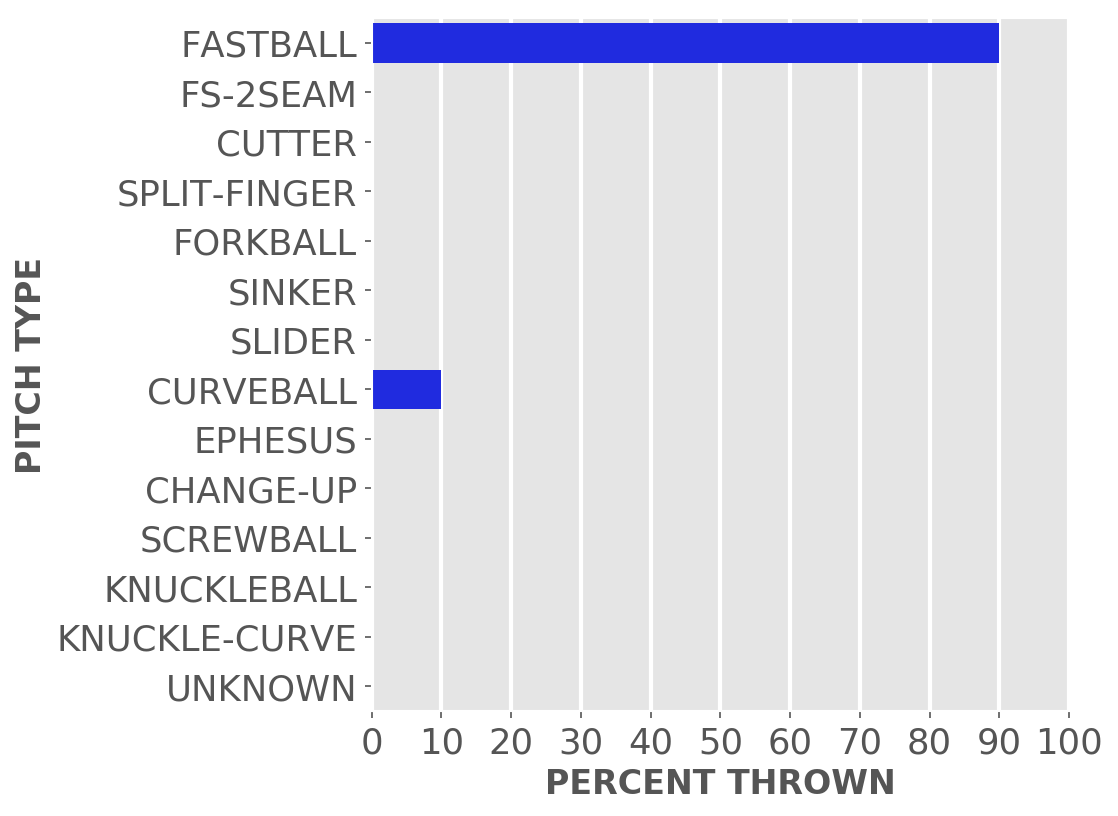 FASTBALL
FS-2SEAM
CUTTER
SPLIT-FINGER
FORKBALL
SINKER
SLIDER
CURVEBALL
EPHESUS
CHANGE-UP
SCREWBALL
KNUCKLEBALL
KNUCKLE-CURVE
UNKNOWN
PITCH TYPE
0 10 20 30 40 50 60 70 80 90 100
PERCENT THROWN